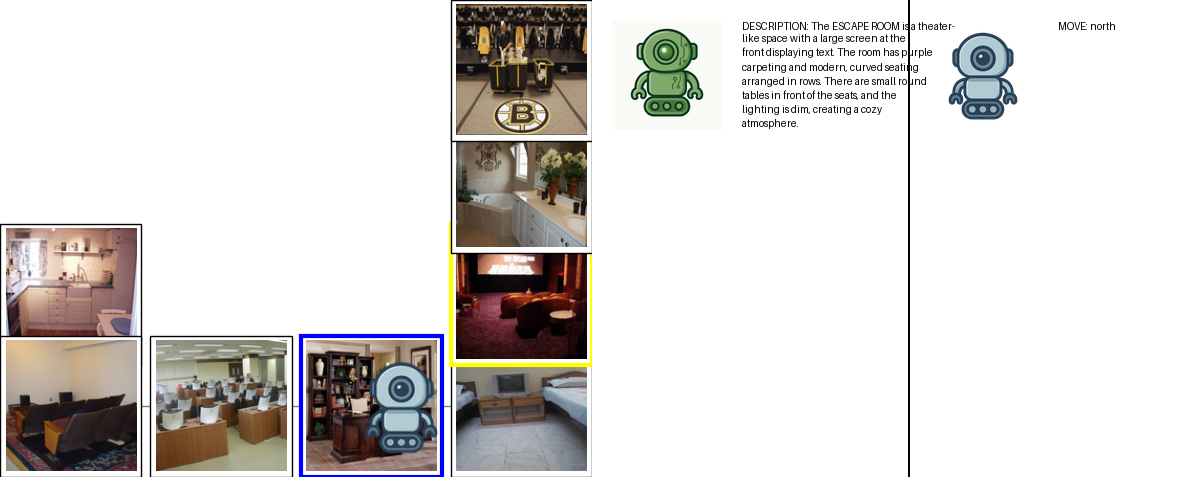 DESCRIPTION: The ESCAPE ROOM is a theater-
like space with a large screen at the
front displaying text. The room has purple
carpeting and modern, curved seating
arranged in rows. There are small round
tables in front of the seats, and the
lighting is dim, creating a cozy
atmosphere.
MOVE: north
B